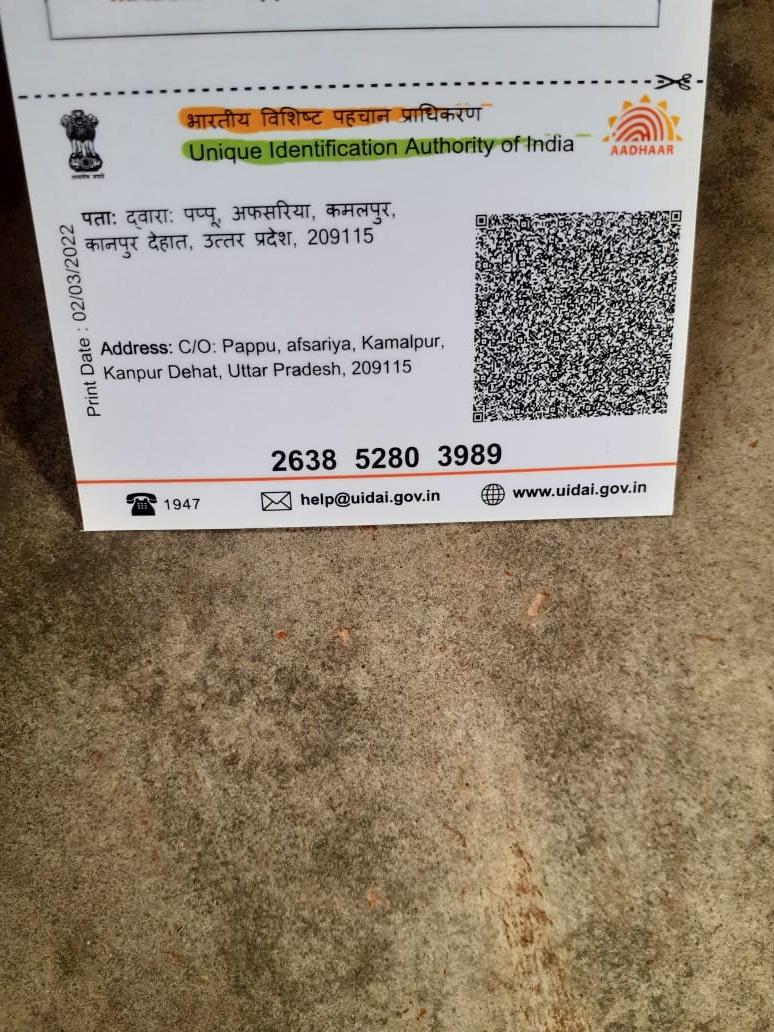 भारतीय विशिष्ट पहचान प्राधिकरण
Unique Identification Authority of India
AADHAAR
पता: द्वारा: पप्पू, अफसरिया, कमलपुर,
कानपुर देहात, उत्तर प्रदेश, 209115
Print Date : 02/03/2022
Address: C/O: Pappu, afsariya, Kamalpur,
Kanpur Dehat, Uttar Pradesh, 209115
2638 5280 3989
1947
help@uidai.gov.in
www.uidai.gov.in